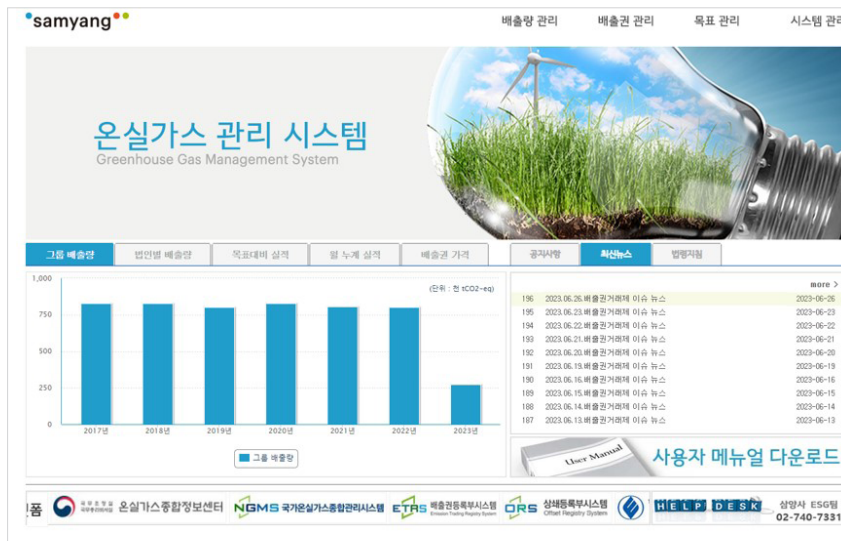 samyang
배출량 관리 배출권 관리 목표 관리 시스템 관리
온실가스 관리 시스템
Greenhouse Gas Management System
그룹 배출량 법인별 배출량 목표대비 실적 월 누계 실적 배출권 가격
공지사항 최신뉴스 법령지침
(단위 : 천 tCO2-eq)
1,000
750
500
250
0
2017년 2018년 2019년 2020년 2021년 2022년 2023년
그룹 배출량
more >
196 2023.06.26.배출권거래제 이슈 뉴스 2023-06-26
195 2023.06.23.배출권거래제 이슈 뉴스 2023-06-23
194 2023.06.22.배출권거래제 이슈 뉴스 2023-06-22
193 2023.06.21.배출권거래제 이슈 뉴스 2023-06-21
192 2023.06.20.배출권거래제 이슈 뉴스 2023-06-20
191 2023.06.19.배출권거래제 이슈 뉴스 2023-06-19
190 2023.06.16.배출권거래제 이슈 뉴스 2023-06-16
189 2023.06.15.배출권거래제 이슈 뉴스 2023-06-15
188 2023.06.14.배출권거래제 이슈 뉴스 2023-06-14
187 2023.06.13.배출권거래제 이슈 뉴스 2023-06-13
User Manual
사용자 메뉴얼 다운로드
폼
온실가스종합정보센터
NGMS 국가온실가스종합관리시스템
ETRS 배출권등록부시스템
Emission Trading Registry System
ORS 상쇄등록부시스템
Offset Registry System
HELP DESK
삼양사 ESG팀
02-740-7331